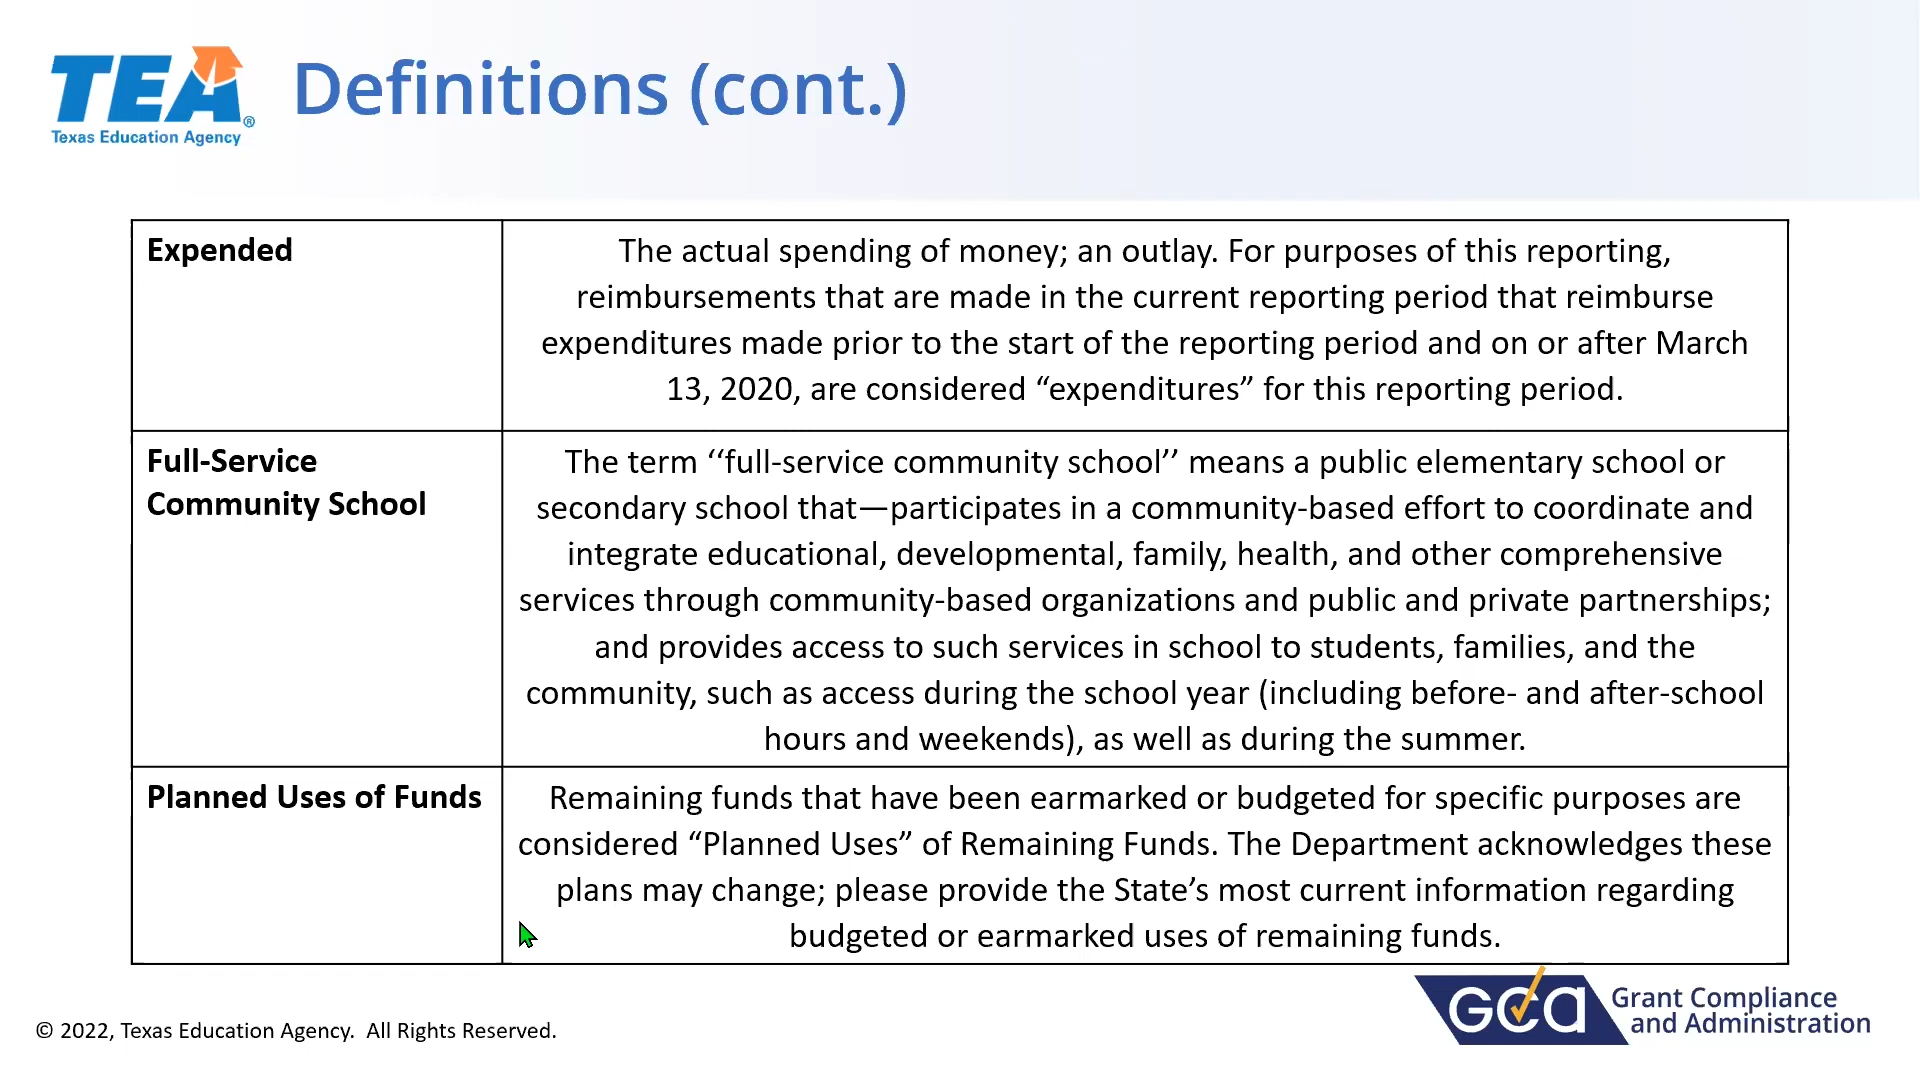 TEA®
Texas Education Agency
Definitions (cont.)
Expended
The actual spending of money; an outlay. For purposes of this reporting,
reimbursements that are made in the current reporting period that reimburse
expenditures made prior to the start of the reporting period and on or after March
13, 2020, are considered “expenditures” for this reporting period.
Full-Service
Community School
The term ‘‘full-service community school’’ means a public elementary school or
secondary school that—participates in a community-based effort to coordinate and
integrate educational, developmental, family, health, and other comprehensive
services through community-based organizations and public and private partnerships;
and provides access to such services in school to students, families, and the
community, such as access during the school year (including before- and after-school
hours and weekends), as well as during the summer.
Planned Uses of Funds
Remaining funds that have been earmarked or budgeted for specific purposes are
considered “Planned Uses” of Remaining Funds. The Department acknowledges these
plans may change; please provide the State’s most current information regarding
budgeted or earmarked uses of remaining funds.
© 2022, Texas Education Agency.  All Rights Reserved.
gca
Grant Compliance
and Administration